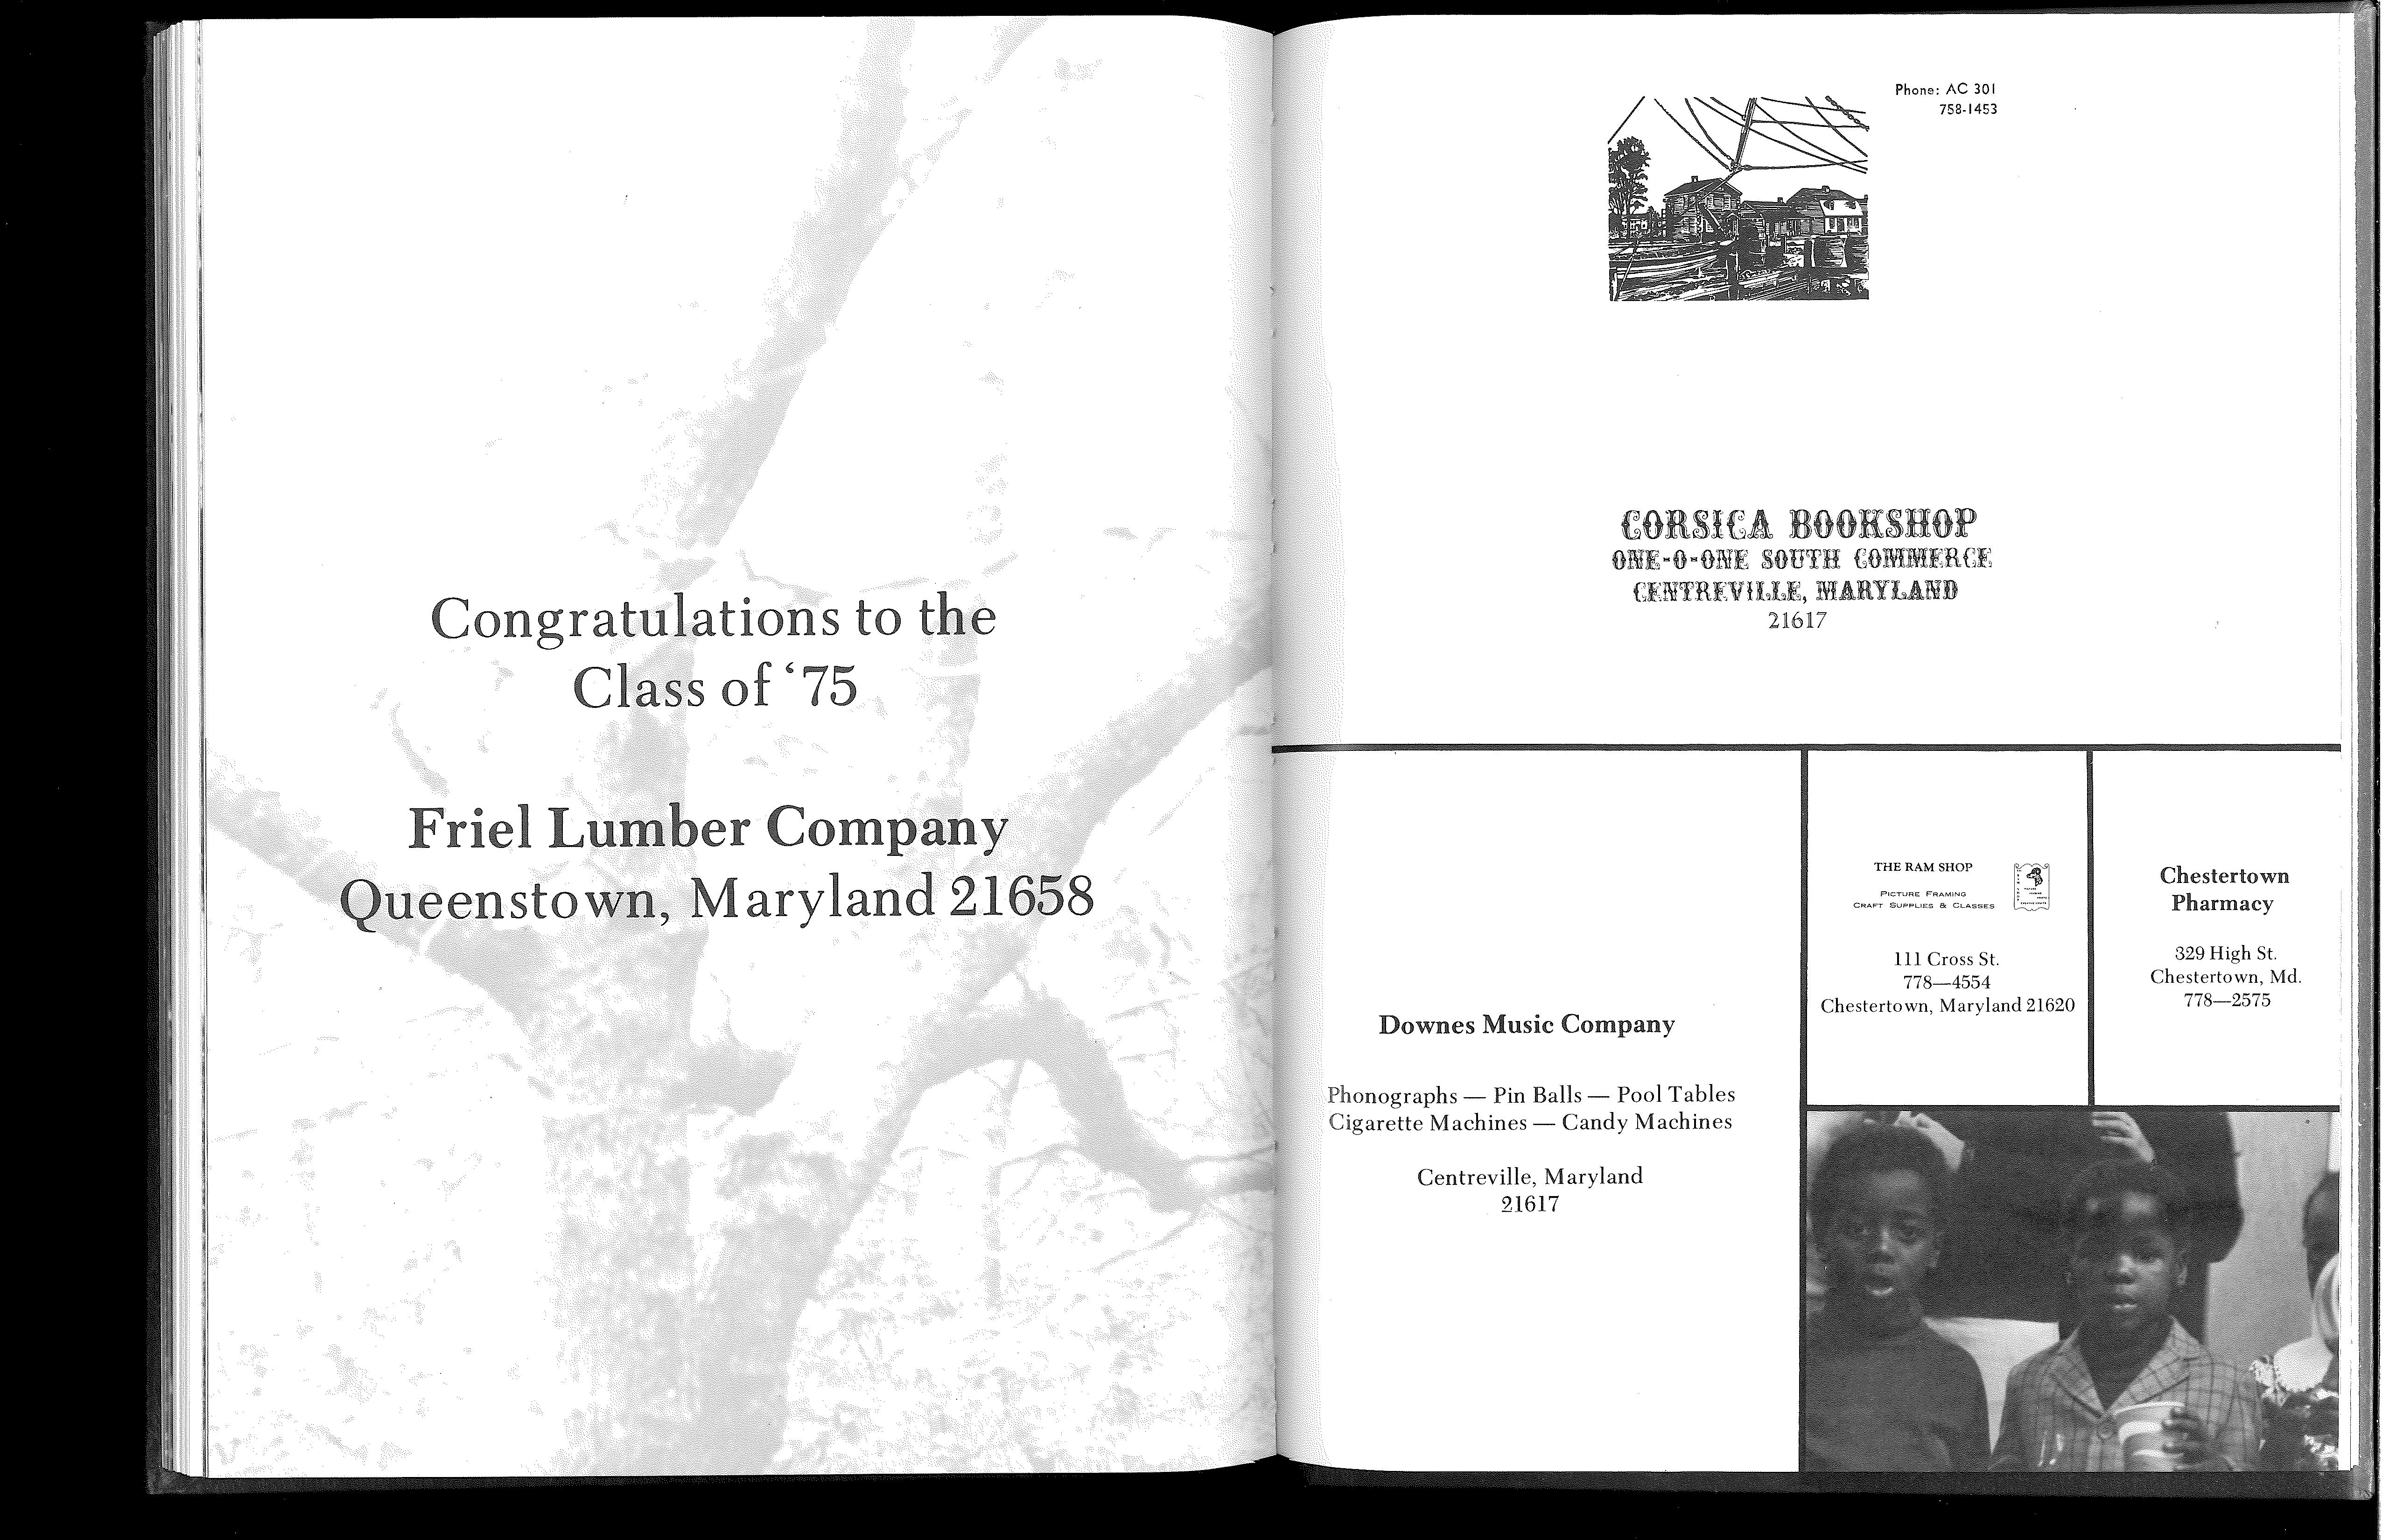 Congratulations to the
Class of ‘75
Friel Lumber Company
Queenstown, Maryland 21658
Phone: AC 301
758-1453
CORSICA BOOKSHOP
ONE-O-ONE SOUTH COMMERCE
CENTREVILLE, MARYLAND
21617
Downes Music Company
Phonographs — Pin Balls — Pool Tables
Cigarette Machines — Candy Machines
Centreville, Maryland
21617
THE RAM SHOP
PICTURE FRAMING
CRAFT SUPPLIES & CLASSES
111 Cross St.
778—4554
Chestertown, Maryland 21620
Chestertown
Pharmacy
329 High St.
Chestertown, Md.
778—2575